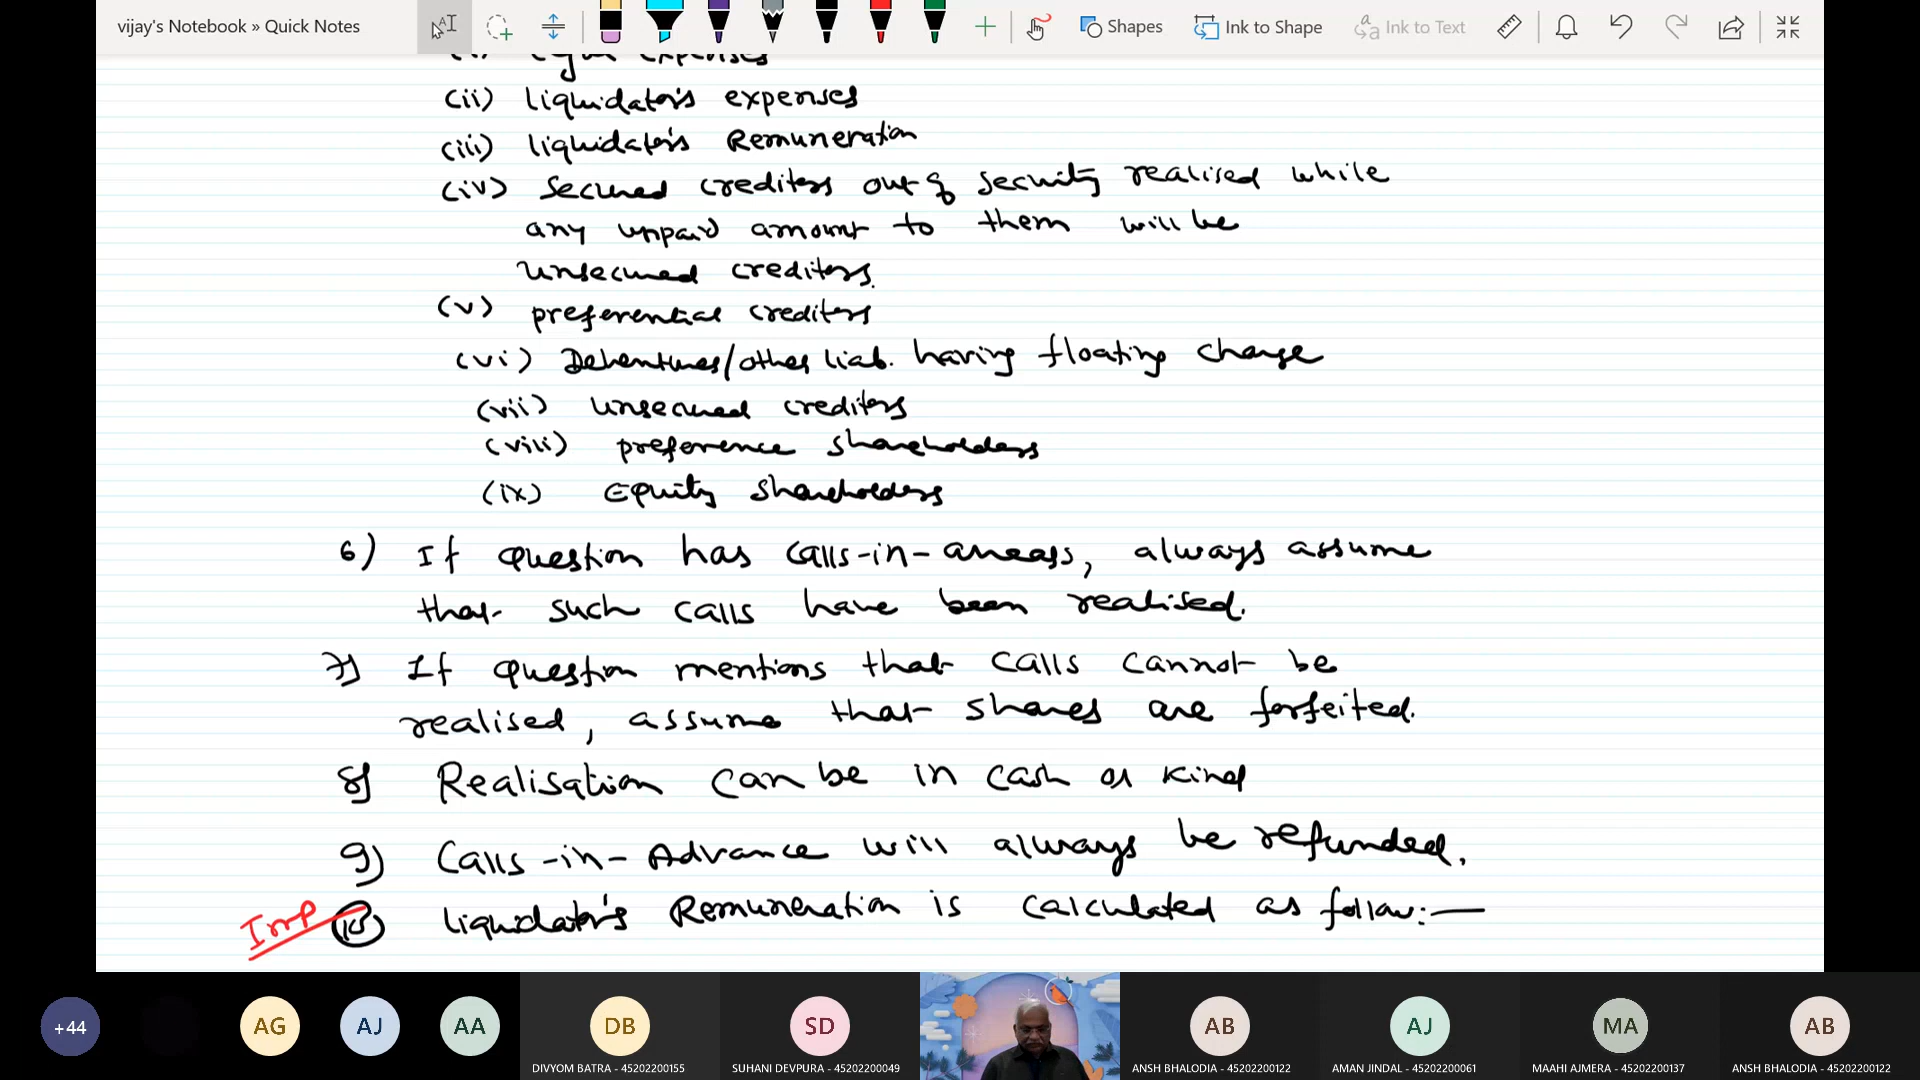 vijay's Notebook » Quick Notes
Shapes
Ink to Shape
Ink to Text
(i) legal expenses
(ii) liquidator's expenses
(iii) liquidator's Remuneration
(iv) Secured creditors out of security realised while
any unpaid amount to them will be
unsecured creditors.
(v) preferential creditors
(vi) Debentures/other liab. having floating charge
(vii) unsecured creditors
(viii) preference shareholders
(ix) Equity shareholders
6) If question has calls-in-arrears, always assume
that such calls have been realised.
7) If question mentions that calls cannot be
realised, assume that shares are forfeited.
8) Realisation can be in cash or kind
9) Calls-in-Advance will always be refunded.
Imp 10 liquidator's Remuneration is calculated as follow:—
+44
AG
AJ
AA
DB
SD
AB
AJ
MA
AB
DIVYOM BATRA - 45202200155
SUHANI DEVPURA - 45202200049
ANSH BHALODIA - 45202200122
AMAN JINDAL - 45202200061
MAAHI AJMERA - 45202200137
ANSH BHALODIA - 45202200122